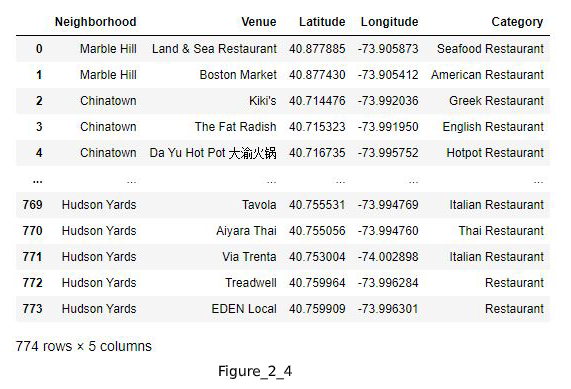 Neighborhood Venue Latitude Longitude Category
0 Marble Hill Land & Sea Restaurant 40.877885 -73.905873 Seafood Restaurant
1 Marble Hill Boston Market 40.877430 -73.905412 American Restaurant
2 Chinatown Kiki's 40.714476 -73.992036 Greek Restaurant
3 Chinatown The Fat Radish 40.715323 -73.991950 English Restaurant
4 Chinatown Da Yu Hot Pot 大渝火锅 40.716735 -73.995752 Hotpot Restaurant
... ... ... ... ... ...
769 Hudson Yards Tavola 40.755531 -73.994769 Italian Restaurant
770 Hudson Yards Aiyara Thai 40.755056 -73.994760 Thai Restaurant
771 Hudson Yards Via Trenta 40.753004 -74.002898 Italian Restaurant
772 Hudson Yards Treadwell 40.759964 -73.996284 Restaurant
773 Hudson Yards EDEN Local 40.759909 -73.996301 Restaurant
774 rows × 5 columns
Figure_2_4